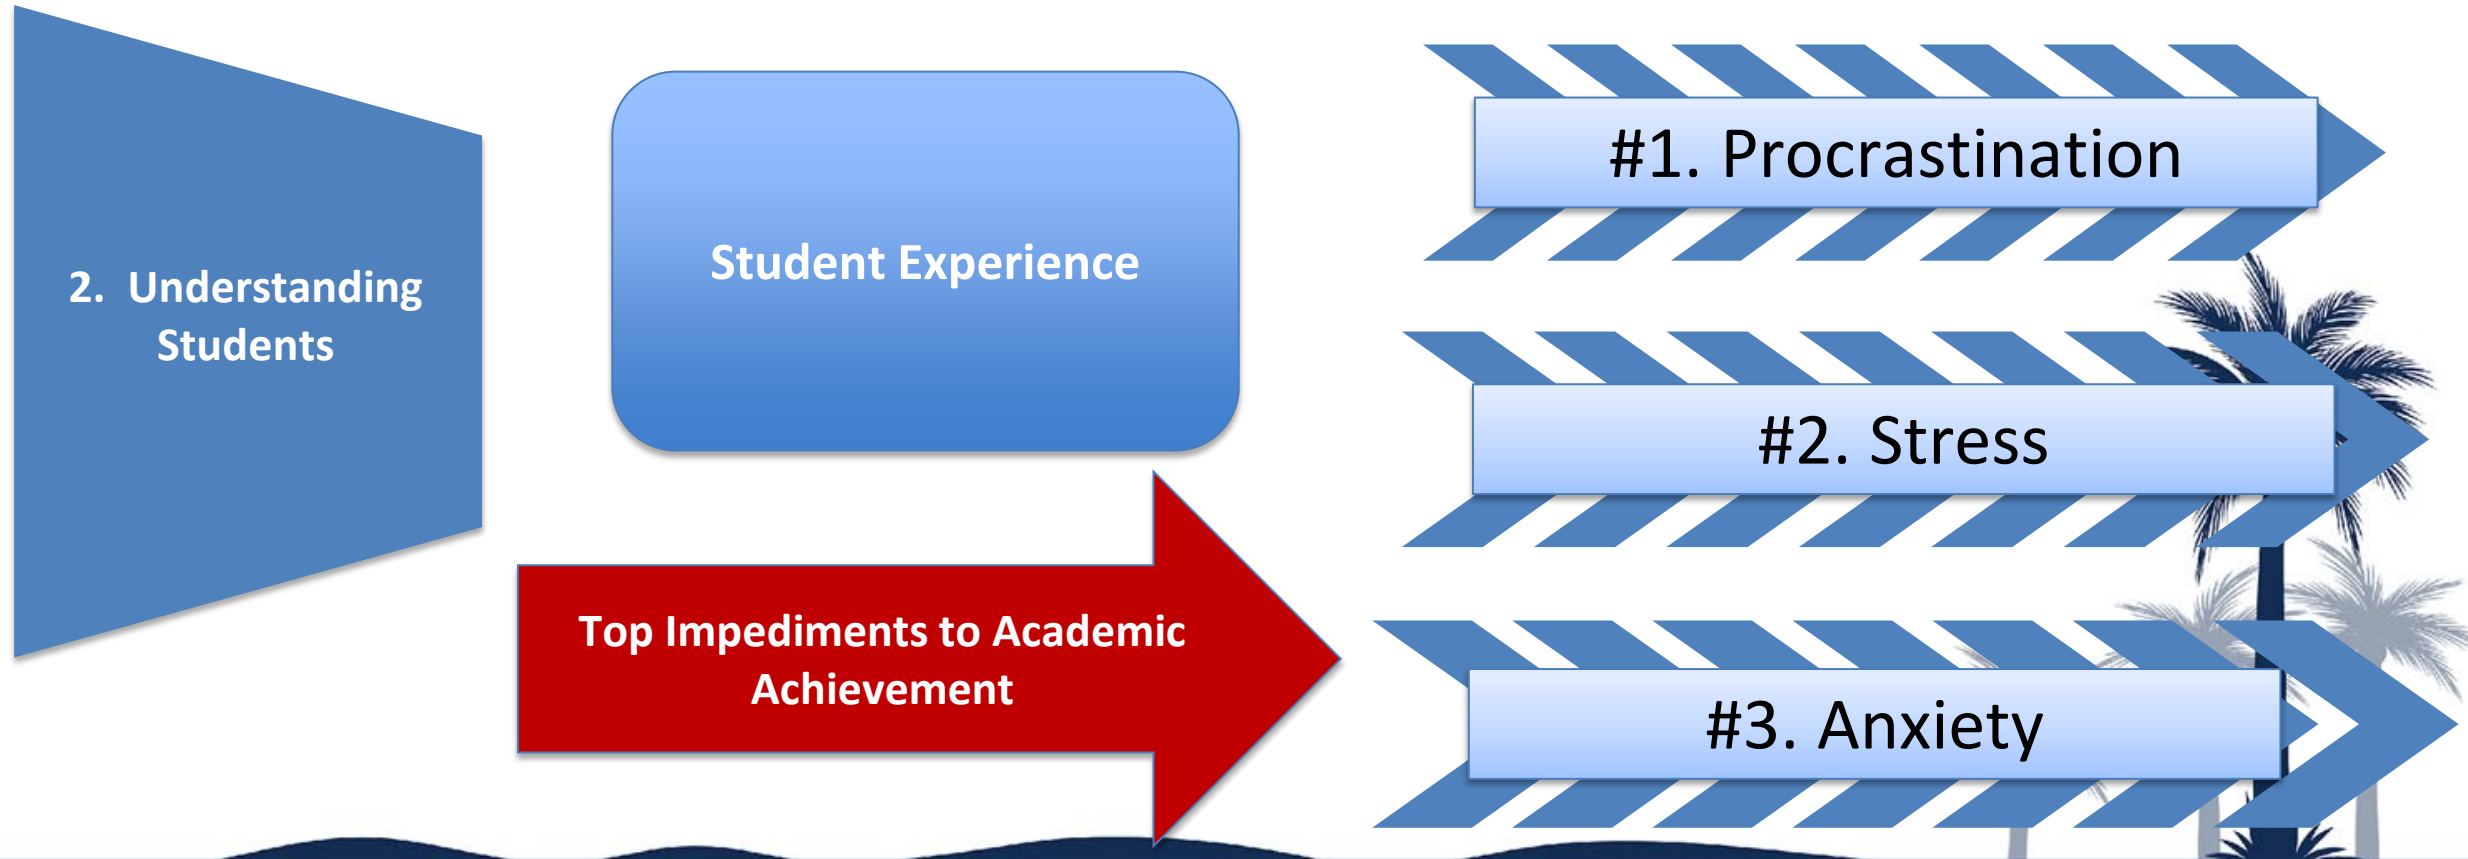 2. Understanding
Students
Student Experience
Top Impediments to Academic
Achievement
#1. Procrastination
#2. Stress
#3. Anxiety